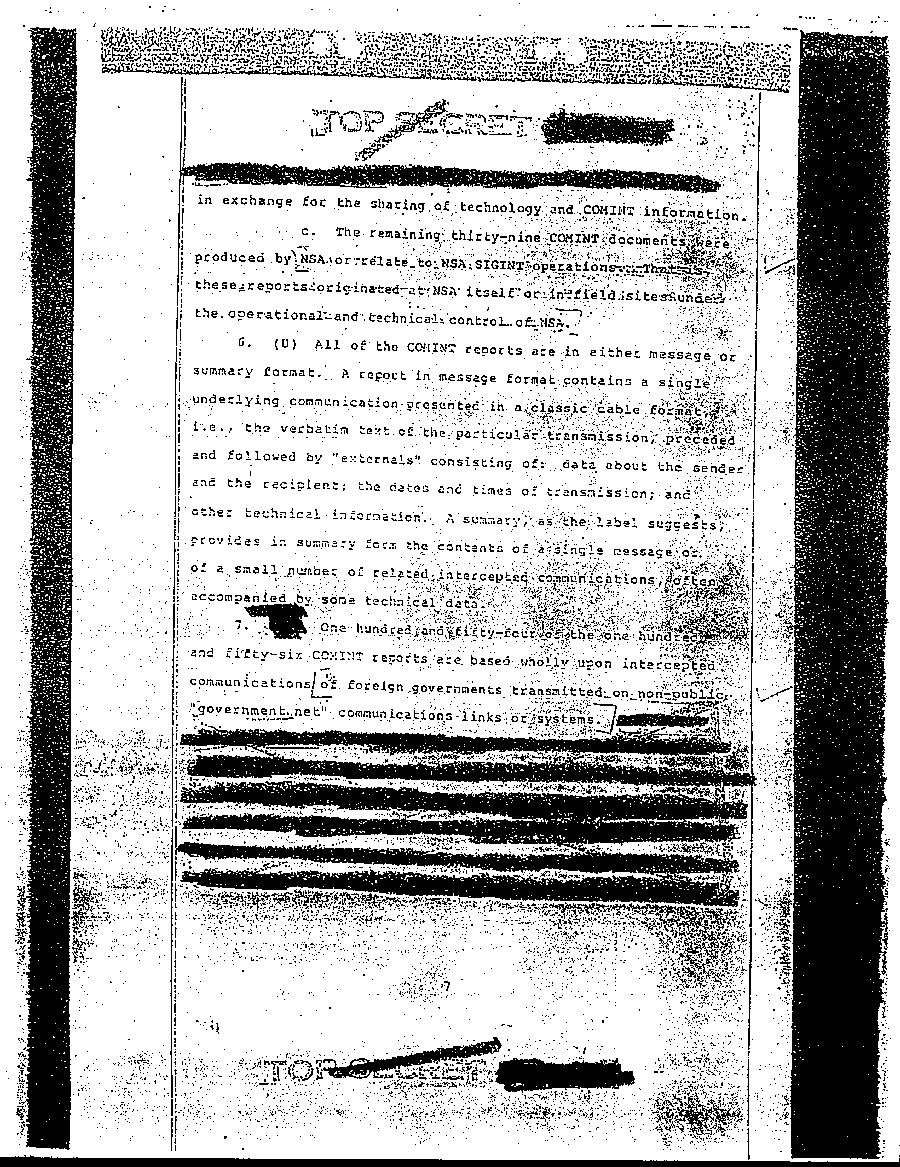 TOP SECRET
in exchange for the sharing of technology and COMINT information.
c. The remaining thirty-nine COMINT documents were
produced by NSA or relate to NSA SIGINT operations. That is
these reports originated at NSA itself or in field sites under
the operational and technical control of NSA.
6. (U) All of the COMINT reports are in either message or
summary format. A report in message format contains a single
underlying communication presented in a classic cable format,
i.e., the verbatim text of the particular transmission, preceded
and followed by "externals" consisting of: data about the sender
and the recipient; the dates and times of transmission; and
other technical information. A summary, as the label suggests,
provides in summary form the contents of a single message or
of a small number of related intercepted communications, often
accompanied by some technical data.
7. One hundred and fifty-four of the one hundred
and fifty-six COMINT reports are based wholly upon intercepted
communications of foreign governments transmitted on non-public
"government net" communications links or systems.
7
TOP SECRET